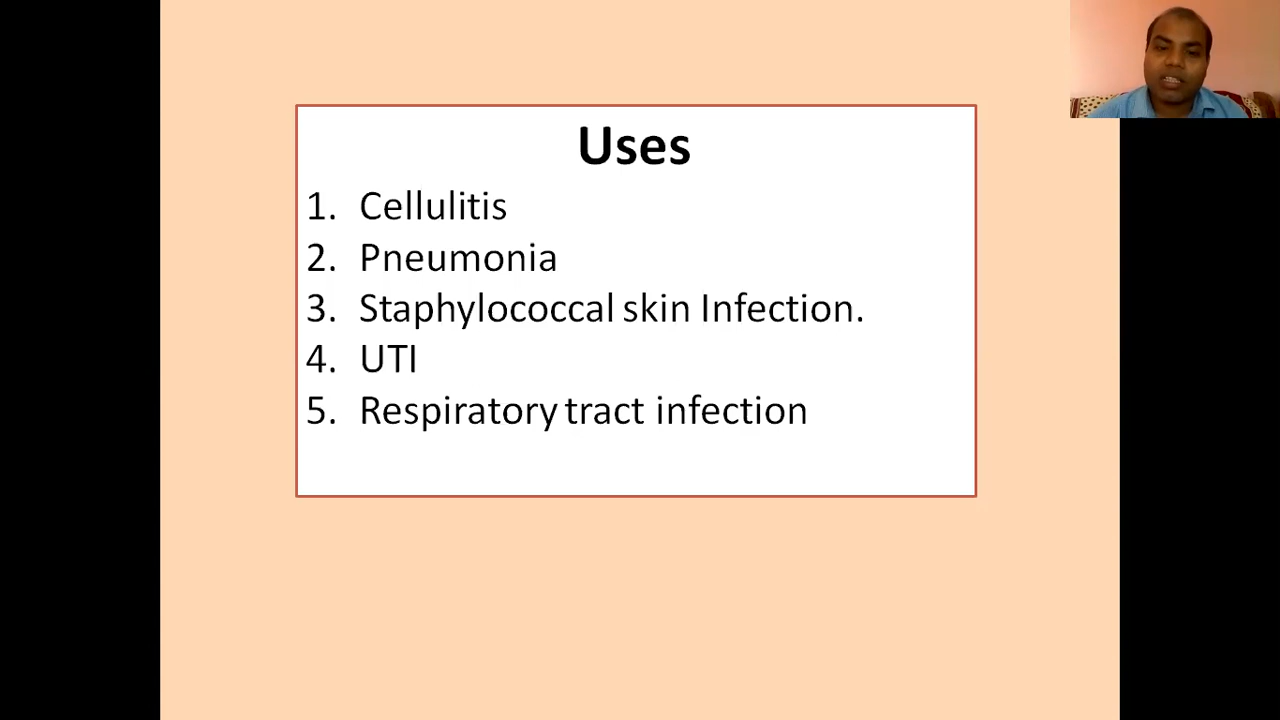 Uses
1. Cellulitis
2. Pneumonia
3. Staphylococcal skin Infection.
4. UTI
5. Respiratory tract infection